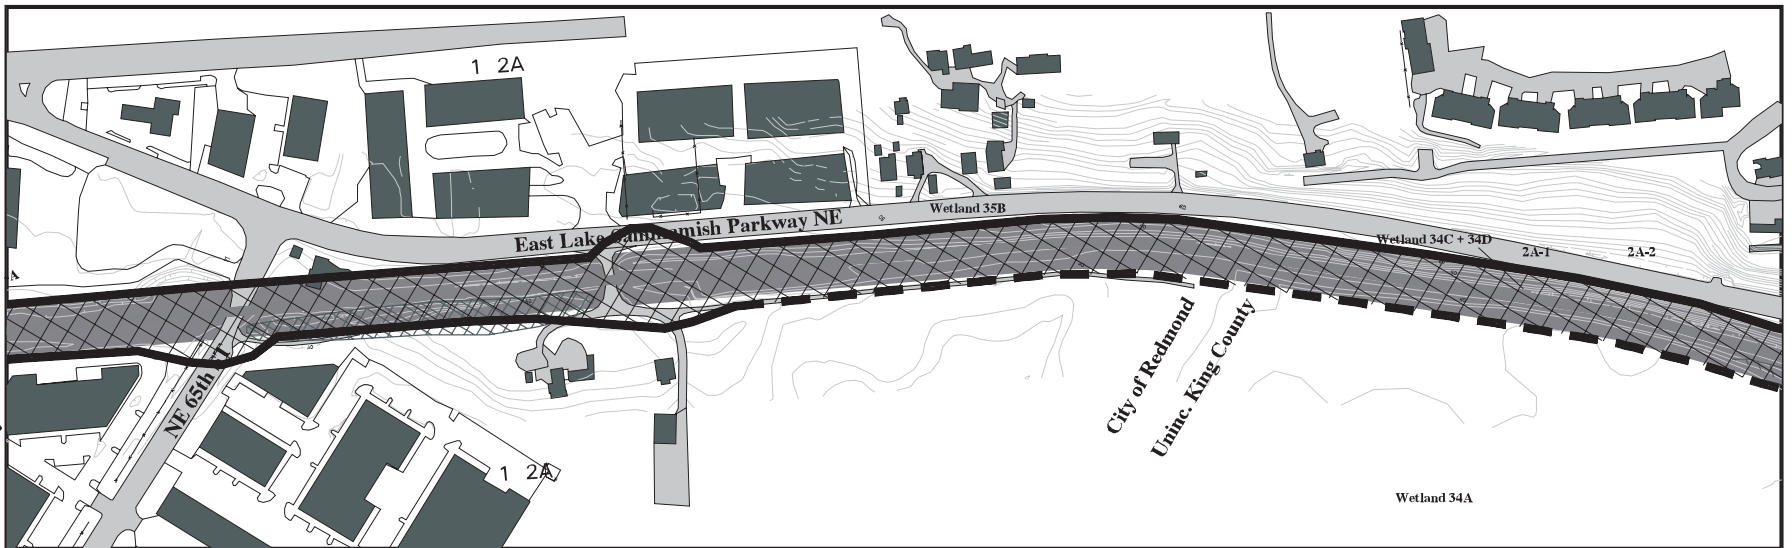 1 2A
Wetland 35B
East Lake Sammamish Parkway NE
Wetland 34C + 34D
2A-1
2A-2
A
City of Redmond
Uninc. King County
NE 65th CT
1 2A
Wetland 34A